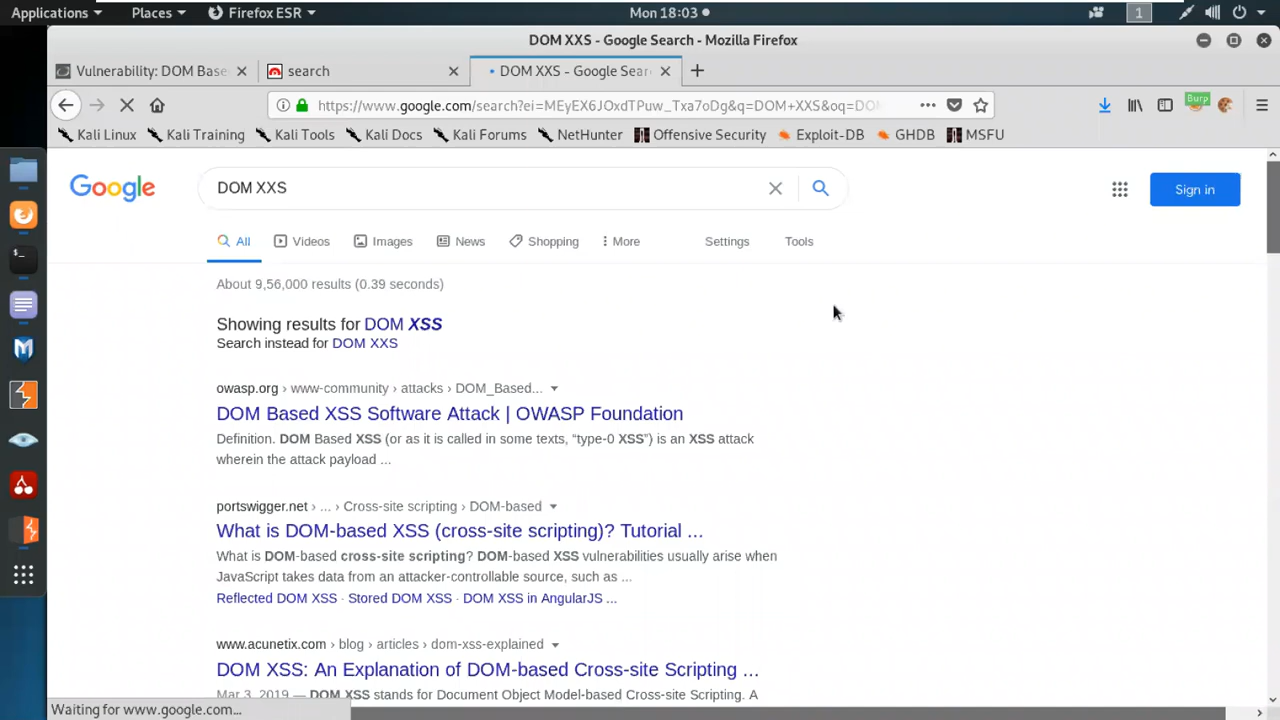 Applications Places Firefox ESR Mon 18:03 1
DOM XXS - Google Search - Mozilla Firefox
Vulnerability: DOM Base search DOM XXS - Google Sear
https://www.google.com/search?ei=MEyEX6JOxdTPuw_Txa7oDg&q=DOM+XXS&oq=DOM Burp
Kali Linux Kali Training Kali Tools Kali Docs Kali Forums NetHunter Offensive Security Exploit-DB GHDB MSFU
Google DOM XXS Sign in
All Videos Images News Shopping More Settings Tools
About 9,56,000 results (0.39 seconds)
Showing results for DOM XSS
Search instead for DOM XXS
owasp.org › www-community › attacks › DOM_Based...
DOM Based XSS Software Attack | OWASP Foundation
Definition. DOM Based XSS (or as it is called in some texts, “type-0 XSS”) is an XSS attack
wherein the attack payload ...
portswigger.net › ... › Cross-site scripting › DOM-based
What is DOM-based XSS (cross-site scripting)? Tutorial ...
What is DOM-based cross-site scripting? DOM-based XSS vulnerabilities usually arise when
JavaScript takes data from an attacker-controllable source, such as ...
Reflected DOM XSS · Stored DOM XSS · DOM XSS in AngularJS ...
www.acunetix.com › blog › articles › dom-xss-explained
DOM XSS: An Explanation of DOM-based Cross-site Scripting ...
Mar 3, 2019 — DOM XSS stands for Document Object Model-based Cross-site Scripting. A
Waiting for www.google.com...